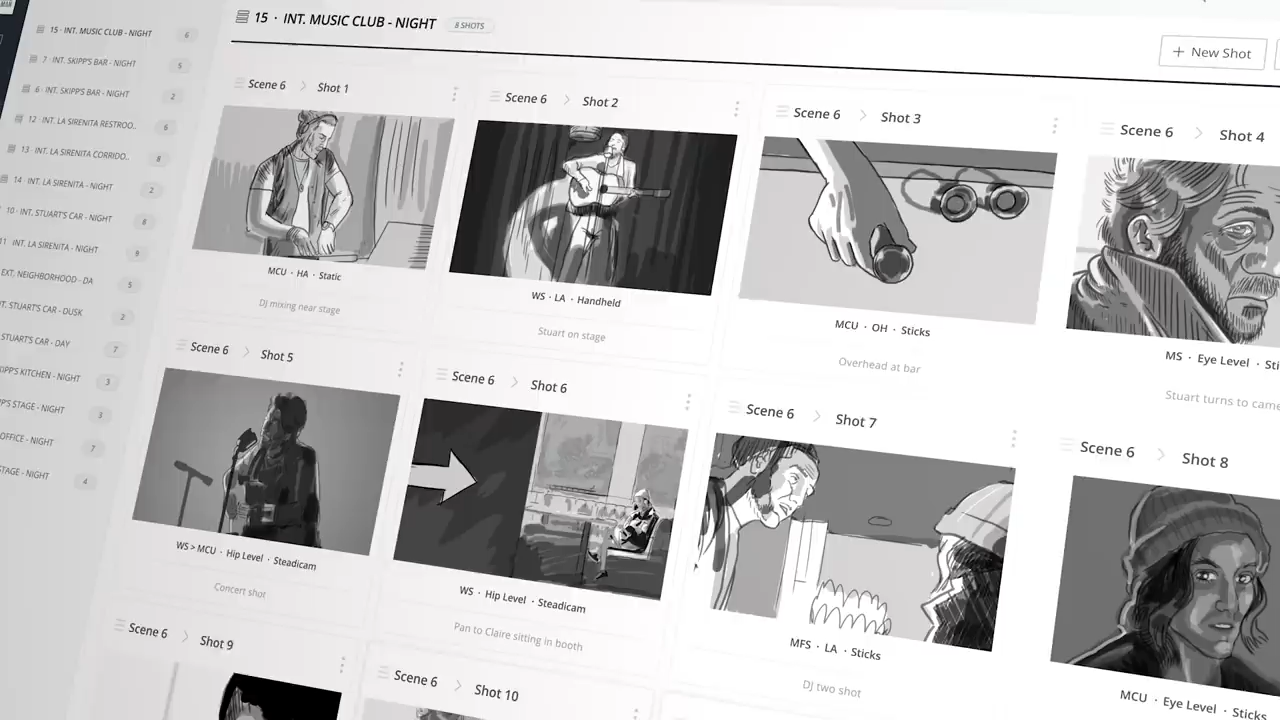 MAN
15 · INT. MUSIC CLUB - NIGHT
8 SHOTS
+ New Shot
15 · INT. MUSIC CLUB - NIGHT 6
7 INT. SKIPP'S BAR - NIGHT 5
6 · INT. SKIPP'S BAR - NIGHT 2
12 · INT. LA SIRENITA RESTROO.. 6
13 · INT. LA SIRENITA CORRIDO.. 8
14 · INT. LA SIRENITA - NIGHT 2
10 · INT. STUART'S CAR - NIGHT 8
11 INT. LA SIRENITA - NIGHT 8
EXT. NEIGHBORHOOD - DA 5
T. STUART'S CAR - DUSK 2
STUART'S CAR - DAY 7
IPP'S KITCHEN - NIGHT 3
P'S STAGE - NIGHT 3
OFFICE - NIGHT 7
STAGE - NIGHT 4
Scene 6 > Shot 1
MCU · HA · Static
DJ mixing near stage
Scene 6 > Shot 2
WS · LA · Handheld
Stuart on stage
Scene 6 > Shot 3
MCU · OH · Sticks
Overhead at bar
Scene 6 > Shot 4
MS · Eye Level · Sti
Stuart turns to came
Scene 6 > Shot 5
WS > MCU · Hip Level · Steadicam
Concert shot
Scene 6 > Shot 6
WS · Hip Level · Steadicam
Pan to Claire sitting in booth
Scene 6 > Shot 7
MFS · LA · Sticks
DJ two shot
Scene 6 > Shot 8
MCU · Eye Level · Sticks
Scene 6 > Shot 9
Scene 6 > Shot 10